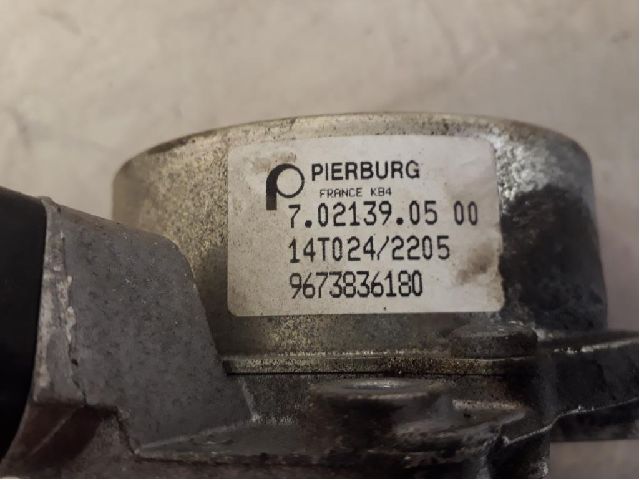 PIERBURG
FRANCE KB4
7.02139.05 00
14T024/2205
9673836180